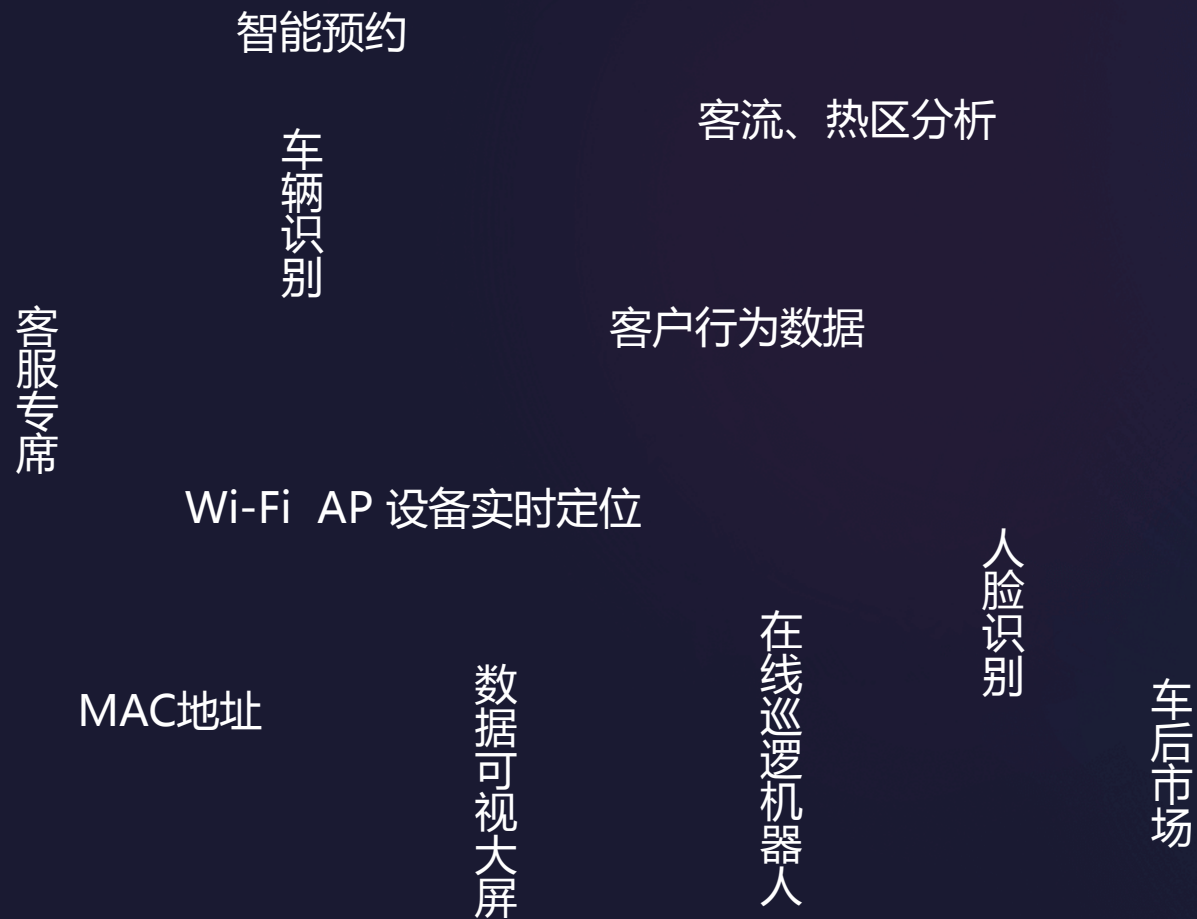 智能预约
客流、热区分析
车辆识别
客服专席
客户行为数据
Wi-Fi AP 设备实时定位
人脸识别
在线巡逻机器人
数据可视大屏
MAC地址
车后市场